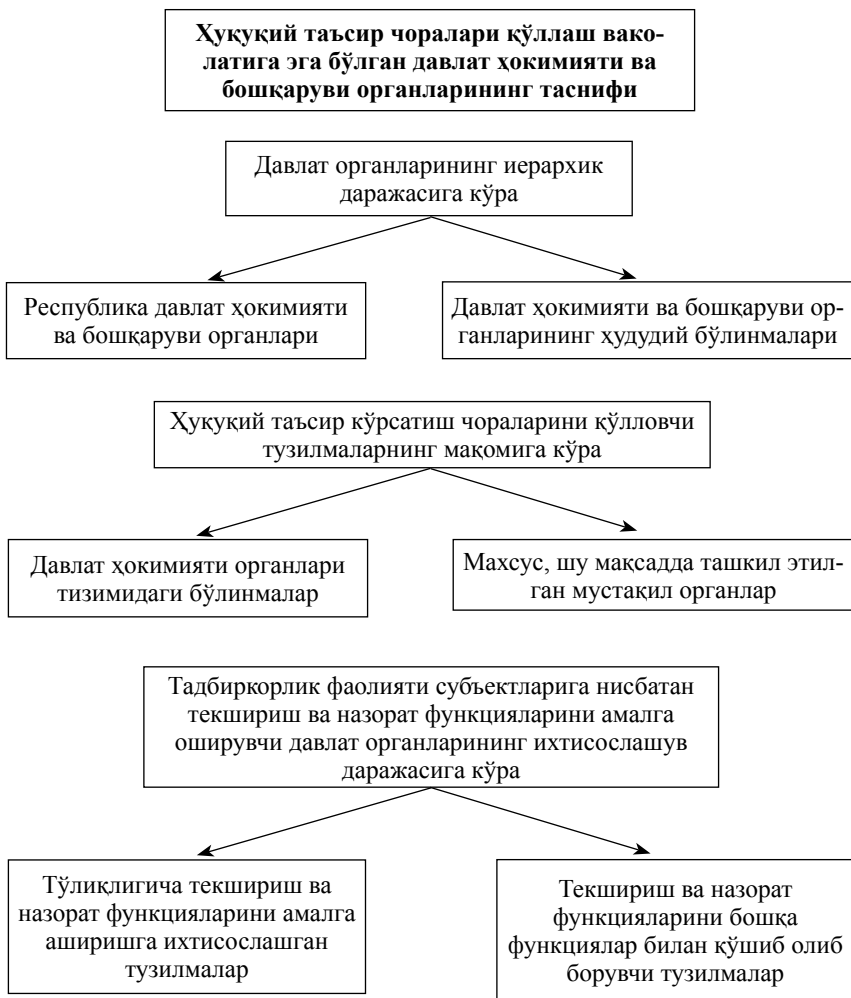 Ҳуқуқий таъсир чоралари қўллаш вако-
латига эга бўлган давлат ҳокимияти ва
бошқаруви органларининг таснифи
Давлат органларининг иерархик
даражасига кўра
Республика давлат ҳокимияти
ва бошқаруви органлари
Давлат ҳокимияти ва бошқаруви ор-
ганларининг ҳудудий бўлинмалари
Ҳуқуқий таъсир кўрсатиш чораларини қўлловчи
тузилмаларнинг мақомига кўра
Давлат ҳокимияти органлари
тизимидаги бўлинмалар
Махсус, шу мақсадда ташкил этил-
ган мустақил органлар
Тадбиркорлик фаолияти субъектларига нисбатан
текшириш ва назорат функцияларини амалга
оширувчи давлат органларининг ихтисослашув
даражасига кўра
Тўлиқлигича текшириш ва
назорат функцияларини амалга
аширишга ихтисослашган
тузилмалар
Текшириш ва назорат
функцияларини бошқа
функциялар билан қўшиб олиб
борувчи тузилмалар